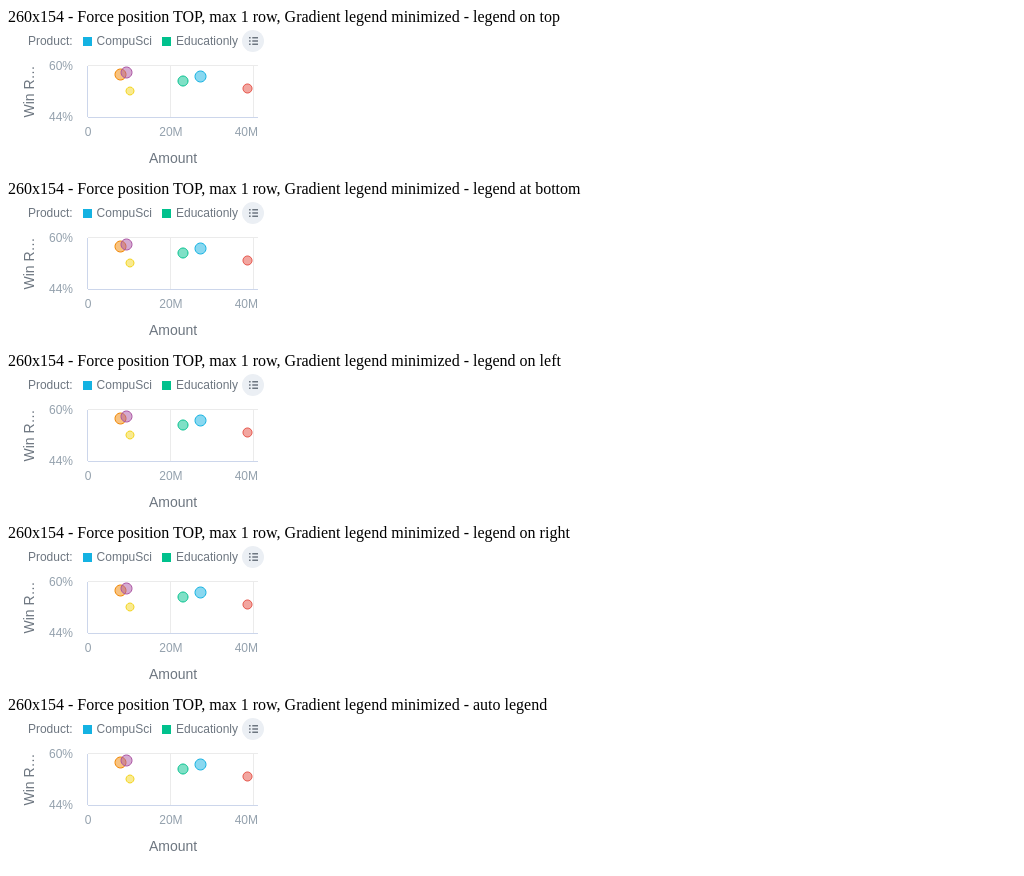 260x154 - Force position TOP, max 1 row, Gradient legend minimized - legend on top
Product: CompuSci Educationly
60%
Win R...
44%
0 20M 40M
Amount
260x154 - Force position TOP, max 1 row, Gradient legend minimized - legend at bottom
Product: CompuSci Educationly
60%
Win R...
44%
0 20M 40M
Amount
260x154 - Force position TOP, max 1 row, Gradient legend minimized - legend on left
Product: CompuSci Educationly
60%
Win R...
44%
0 20M 40M
Amount
260x154 - Force position TOP, max 1 row, Gradient legend minimized - legend on right
Product: CompuSci Educationly
60%
Win R...
44%
0 20M 40M
Amount
260x154 - Force position TOP, max 1 row, Gradient legend minimized - auto legend
Product: CompuSci Educationly
60%
Win R...
44%
0 20M 40M
Amount